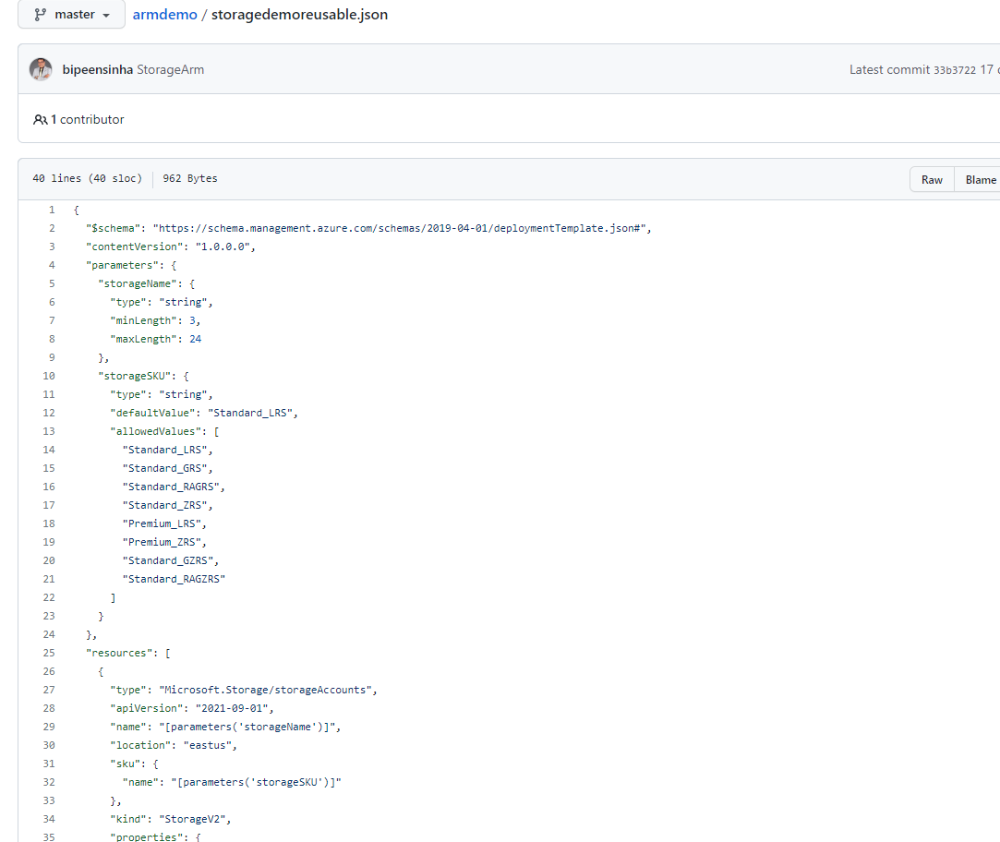 master armdemo / storagedemoreusable.json
bipeensinha StorageArm Latest commit 33b3722 17
1 contributor
40 lines (40 sloc) 962 Bytes Raw Blame
1 {
2 "$schema": "https://schema.management.azure.com/schemas/2019-04-01/deploymentTemplate.json#",
3 "contentVersion": "1.0.0.0",
4 "parameters": {
5 "storageName": {
6 "type": "string",
7 "minLength": 3,
8 "maxLength": 24
9 },
10 "storageSKU": {
11 "type": "string",
12 "defaultValue": "Standard_LRS",
13 "allowedValues": [
14 "Standard_LRS",
15 "Standard_GRS",
16 "Standard_RAGRS",
17 "Standard_ZRS",
18 "Premium_LRS",
19 "Premium_ZRS",
20 "Standard_GZRS",
21 "Standard_RAGZRS"
22 ]
23 }
24 },
25 "resources": [
26 {
27 "type": "Microsoft.Storage/storageAccounts",
28 "apiVersion": "2021-09-01",
29 "name": "[parameters('storageName')]",
30 "location": "eastus",
31 "sku": {
32 "name": "[parameters('storageSKU')]"
33 },
34 "kind": "StorageV2",
35 "properties": {